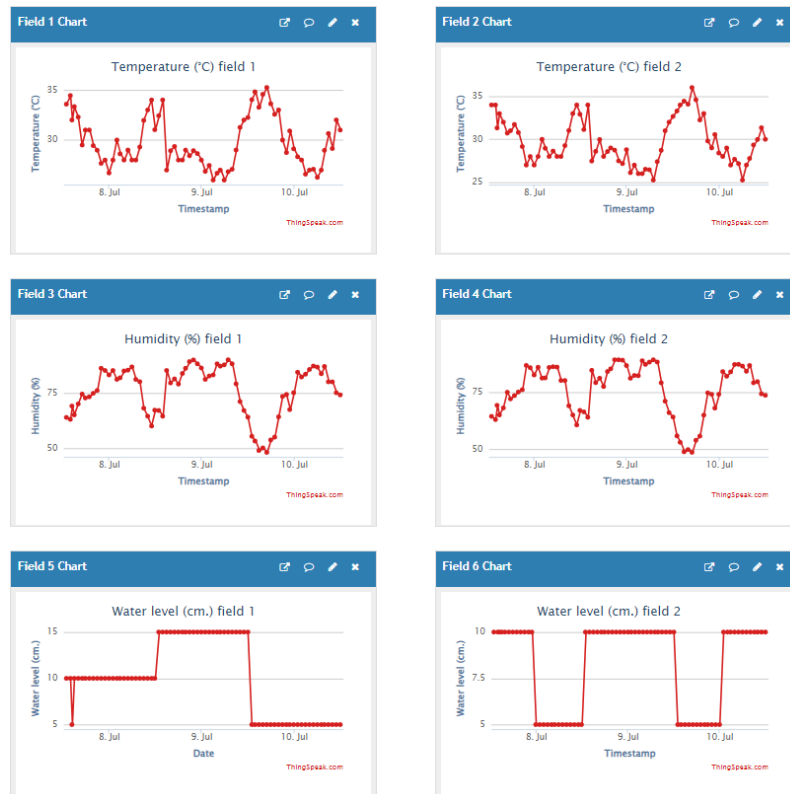 Field 1 Chart
Temperature (°C) field 1
Temperature (°C)
35
30
8. Jul
9. Jul
10. Jul
Timestamp
ThingSpeak.com
Field 2 Chart
Temperature (°C) field 2
Temperature (°C)
35
30
25
8. Jul
9. Jul
10. Jul
Timestamp
ThingSpeak.com
Field 3 Chart
Humidity (%) field 1
Humidity (%)
75
50
8. Jul
9. Jul
10. Jul
Timestamp
ThingSpeak.com
Field 4 Chart
Humidity (%) field 2
Humidity (%)
75
50
8. Jul
9. Jul
10. Jul
Timestamp
ThingSpeak.com
Field 5 Chart
Water level (cm.) field 1
Water level (cm.)
15
10
5
8. Jul
9. Jul
10. Jul
Date
ThingSpeak.com
Field 6 Chart
Water level (cm.) field 2
Water level (cm.)
10
7.5
5
8. Jul
9. Jul
10. Jul
Timestamp
ThingSpeak.com